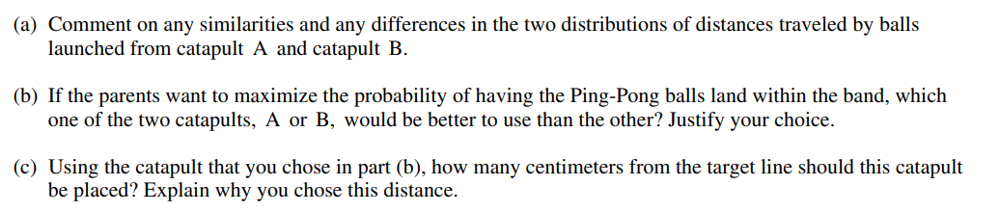 (a) Comment on any similarities and any differences in the two distributions of distances traveled by balls
launched from catapult A and catapult B.
(b) If the parents want to maximize the probability of having the Ping-Pong balls land within the band, which
one of the two catapults, A or B, would be better to use than the other? Justify your choice.
(c) Using the catapult that you chose in part (b), how many centimeters from the target line should this catapult
be placed? Explain why you chose this distance.